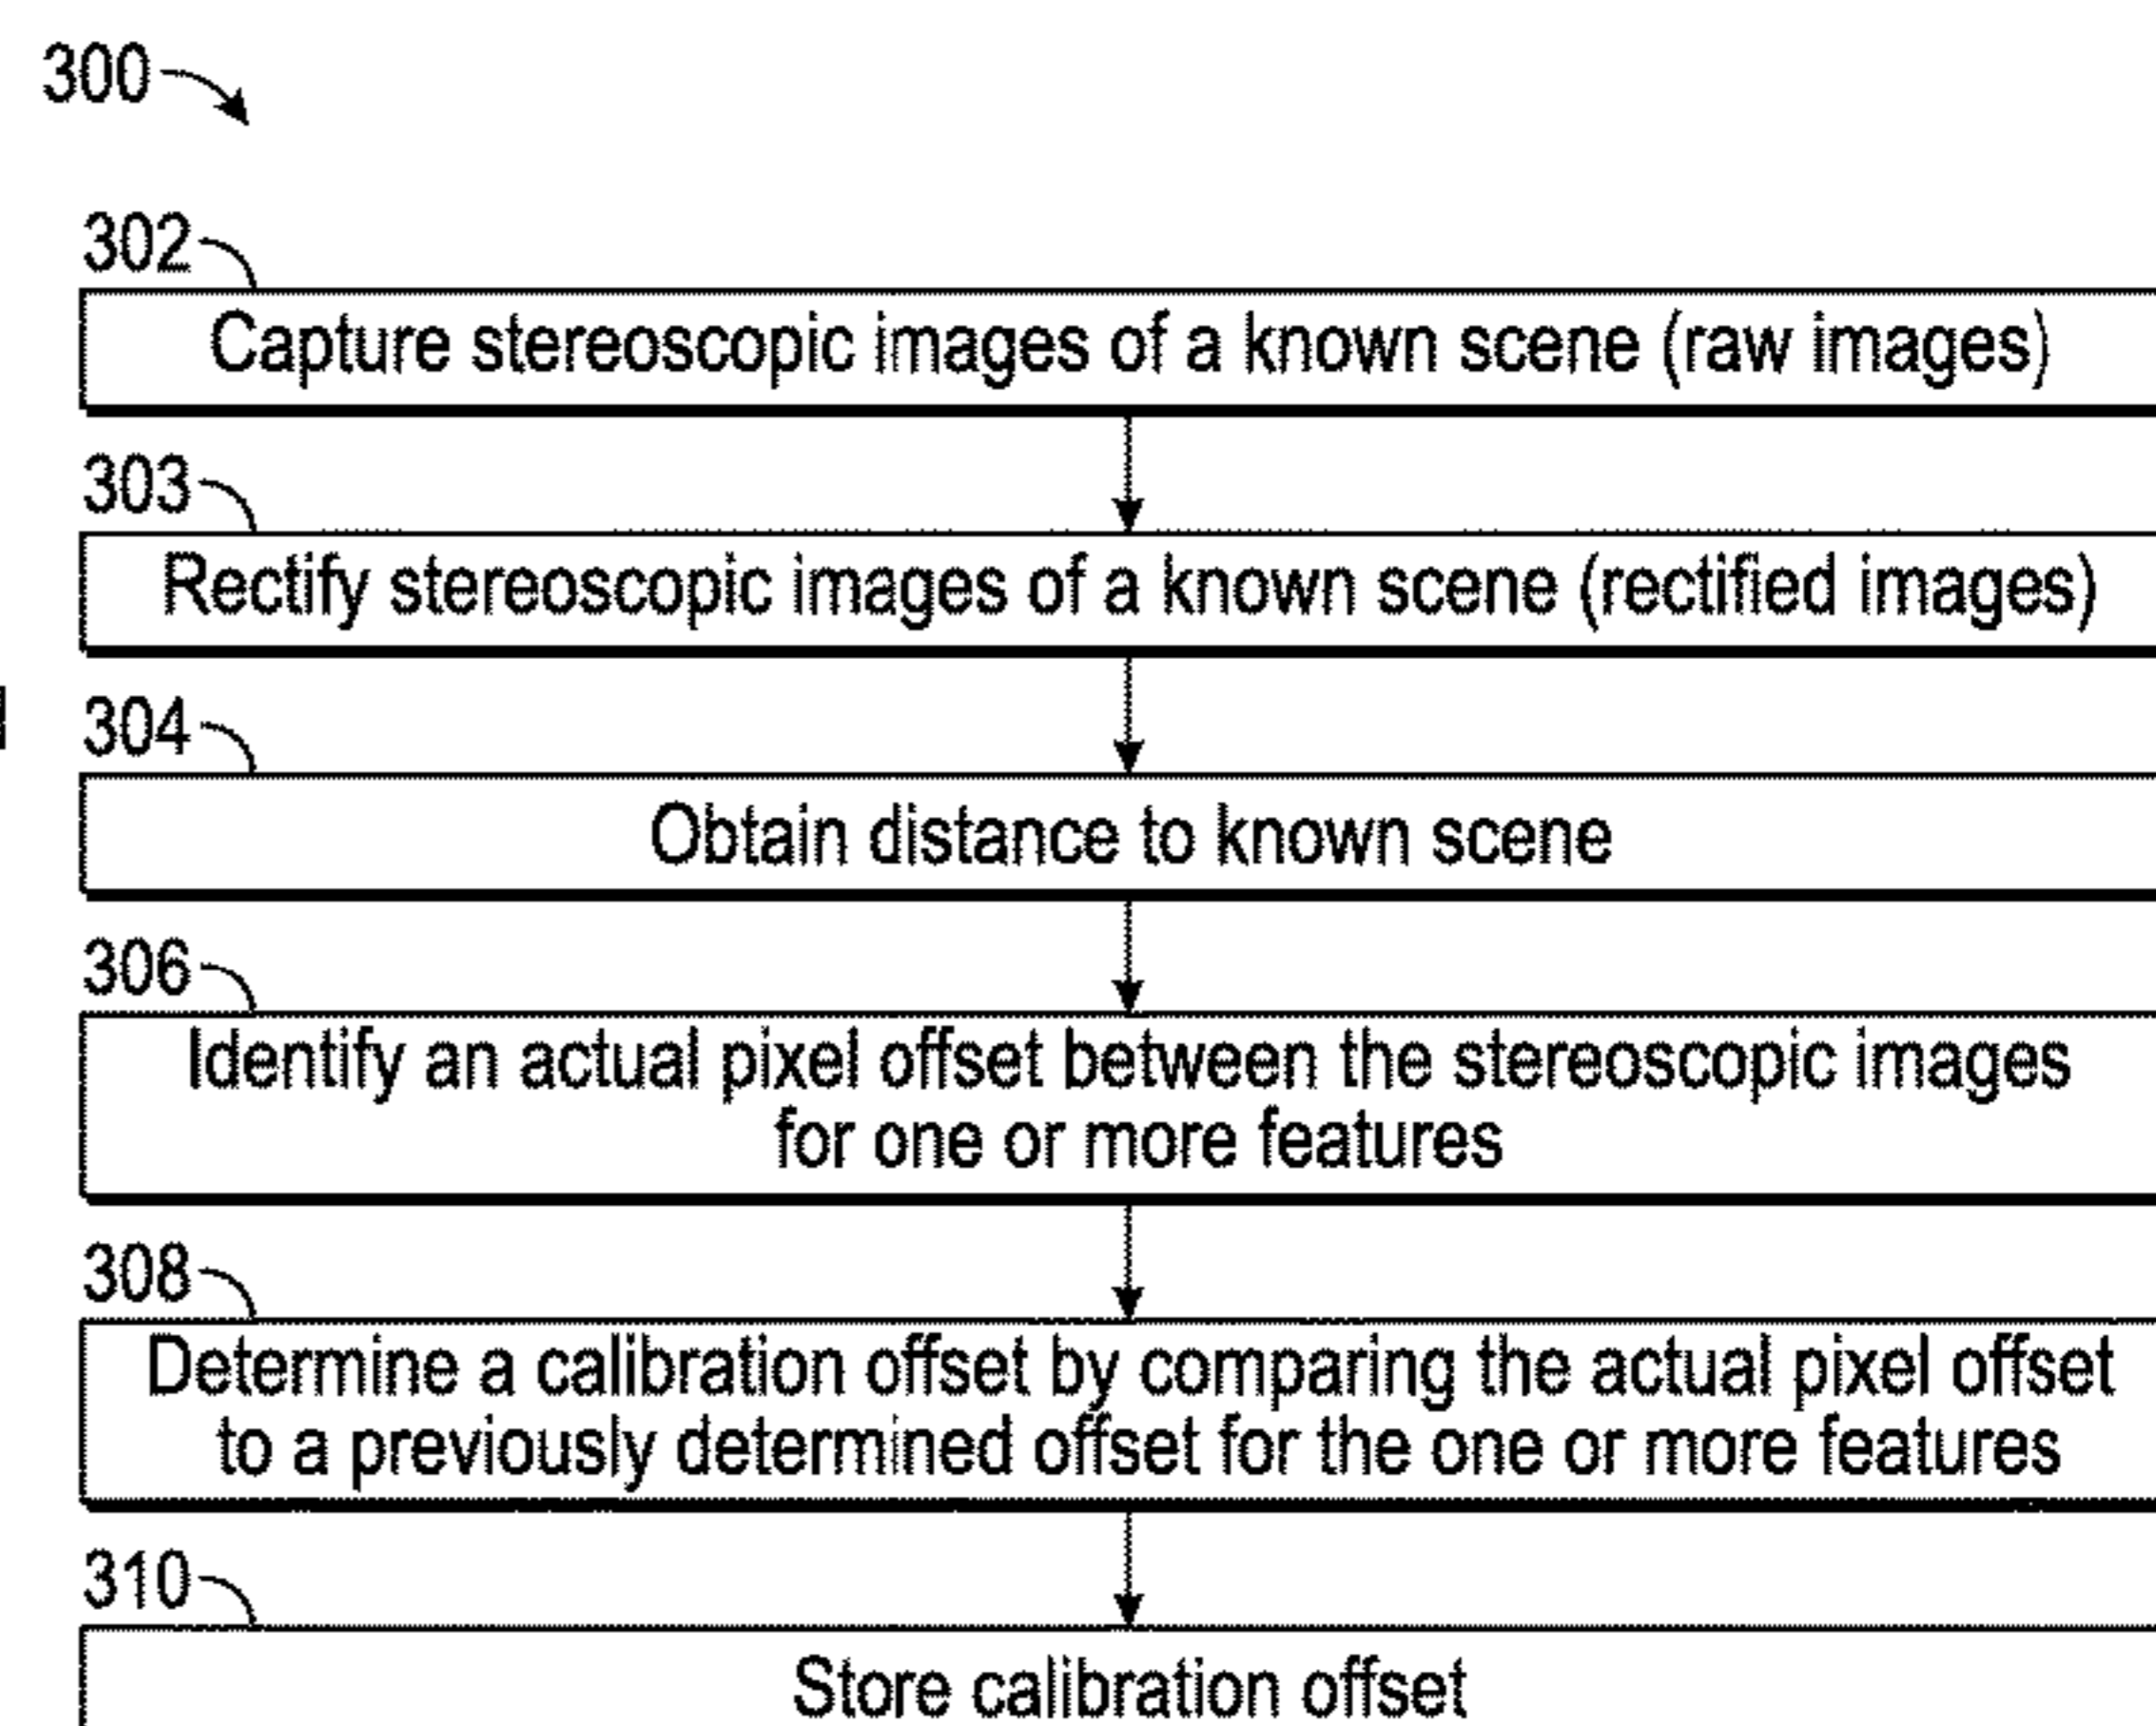 300
302
Capture stereoscopic images of a known scene (raw images)
303
Rectify stereoscopic images of a known scene (rectified images)
304
Obtain distance to known scene
306
Identify an actual pixel offset between the stereoscopic images
for one or more features
308
Determine a calibration offset by comparing the actual pixel offset
to a previously determined offset for the one or more features
310
Store calibration offset